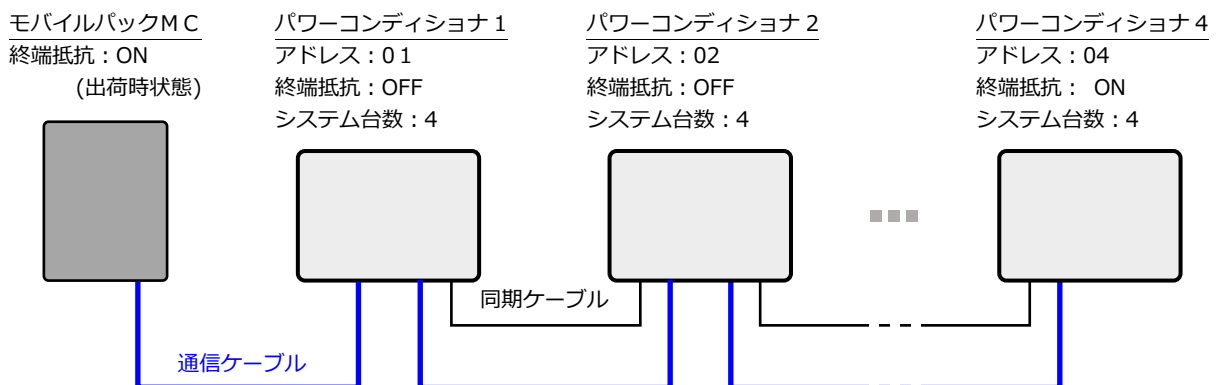 モバイルパックＭＣ
終端抵抗：ON
(出荷時状態)
パワーコンディショナ１
アドレス：0１
終端抵抗：OFF
システム台数：4
パワーコンディショナ２
アドレス：02
終端抵抗：OFF
システム台数：4
パワーコンディショナ４
アドレス：04
終端抵抗： ON
システム台数：4
同期ケーブル
通信ケーブル